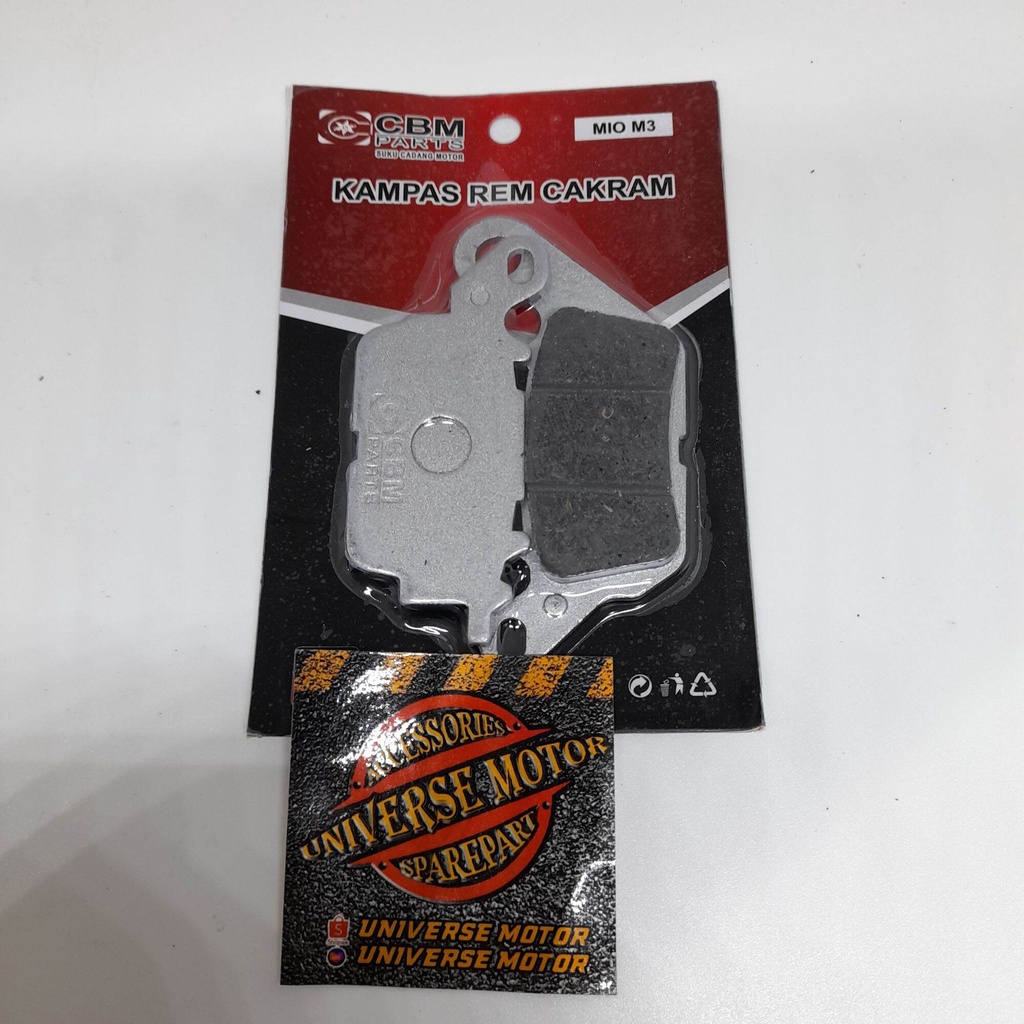 CBM
PARTS
SUKU CADANG MOTOR
MIO M3
KAMPAS REM CAKRAM
CBM
PARTS
ACCESSORIES
UNIVERSE MOTOR
SPAREPART
UNIVERSE MOTOR
UNIVERSE MOTOR